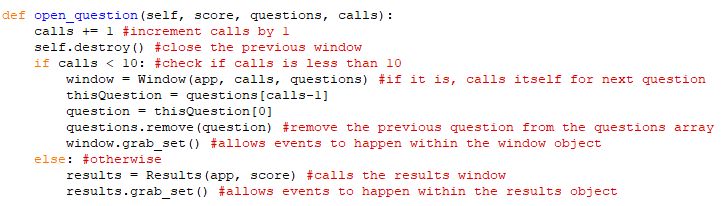 def open_question(self, score, questions, calls):
    calls += 1 #increment calls by 1
    self.destroy() #close the previous window
    if calls < 10: #check if calls is less than 10
        window = Window(app, calls, questions) #if it is, calls itself for next question
        thisQuestion = questions[calls-1]
        question = thisQuestion[0]
        questions.remove(question) #remove the previous question from the questions array
        window.grab_set() #allows events to happen within the window object
    else: #otherwise
        results = Results(app, score) #calls the results window
        results.grab_set() #allows events to happen within the results object